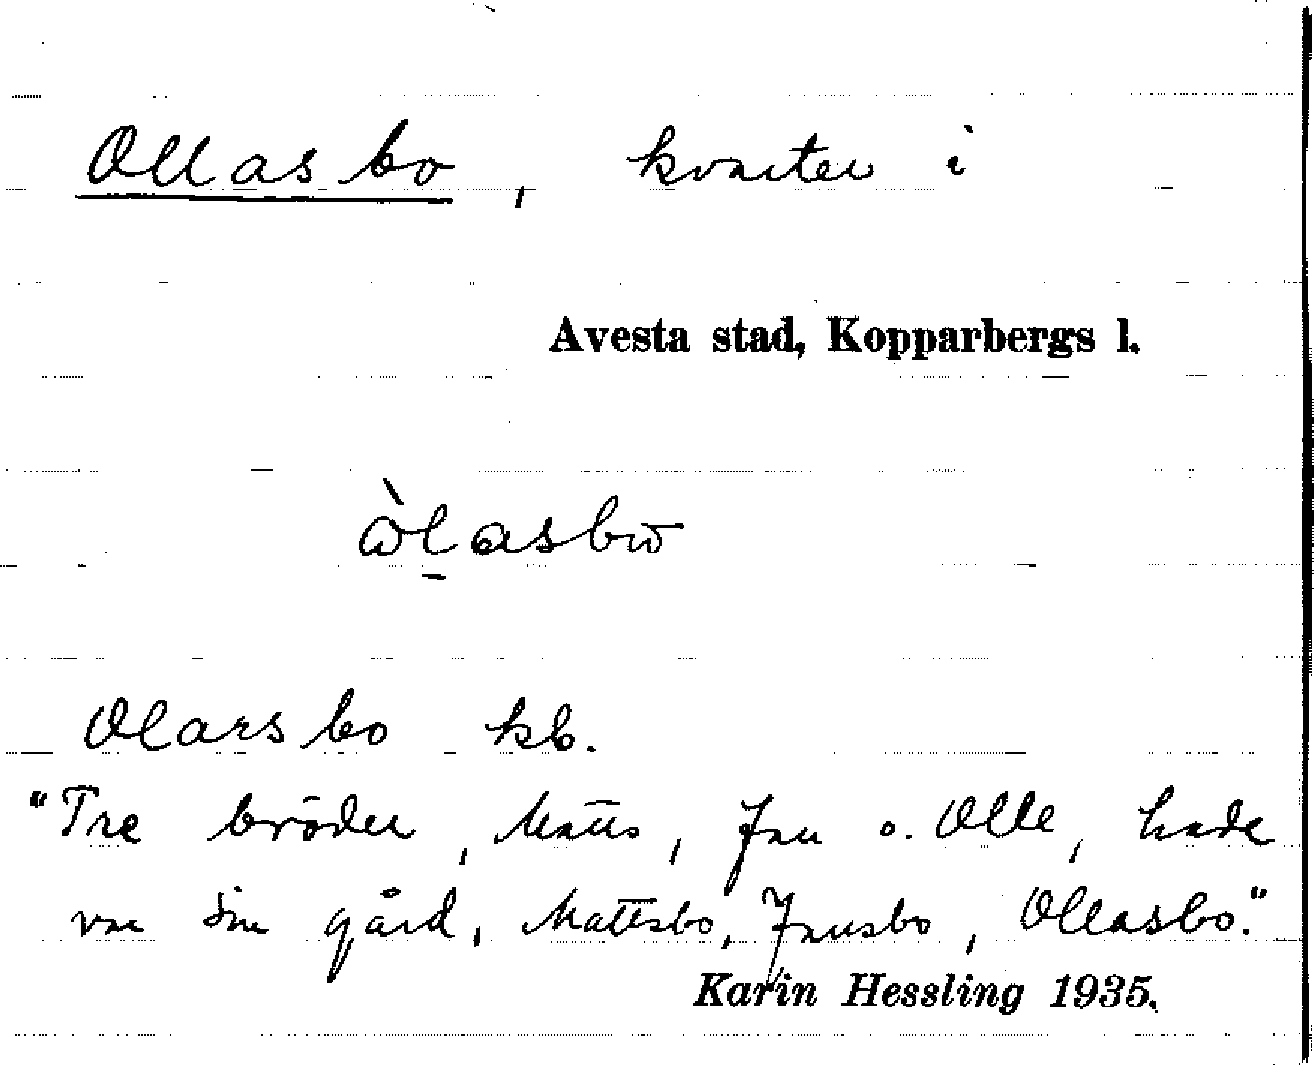 Ollasbo, kvarter i
Avesta stad, Kopparbergs l.
Olarsbo kb.
"Tre bröder, Matts, Jan o. Olle, hade
var sin gård, Mattsbo, Jansbo, Ollasbo."
Karin Hessling 1935.